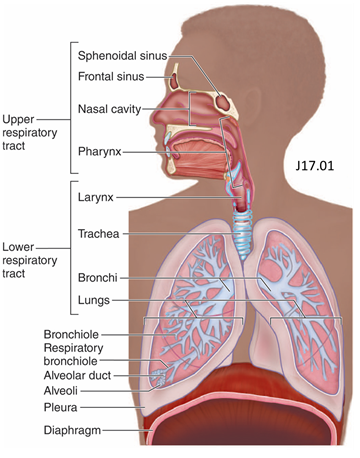 Sphenoidal sinus
Frontal sinus
Nasal cavity
Upper
respiratory
tract
Pharynx
J17.01
Larynx
Trachea
Lower
respiratory
tract
Bronchi
Lungs
Bronchiole
Respiratory
bronchiole
Alveolar duct
Alveoli
Pleura
Diaphragm